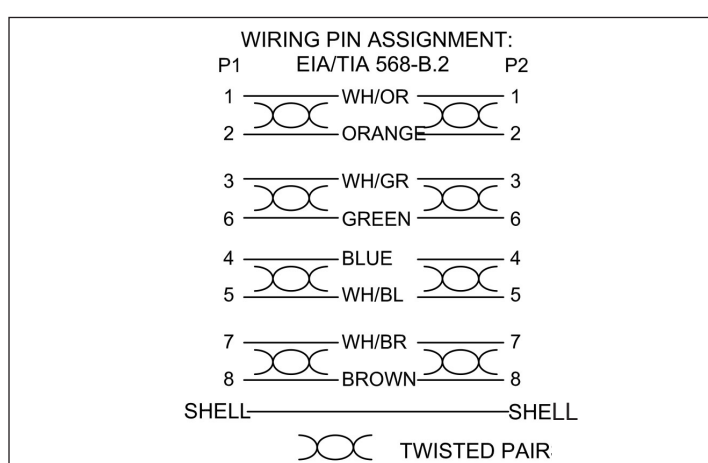 WIRING PIN ASSIGNMENT:
P1 EIA/TIA 568-B.2 P2
1 WH/OR 1
2 ORANGE 2
3 WH/GR 3
6 GREEN 6
4 BLUE 4
5 WH/BL 5
7 WH/BR 7
8 BROWN 8
SHELL SHELL
TWISTED PAIR